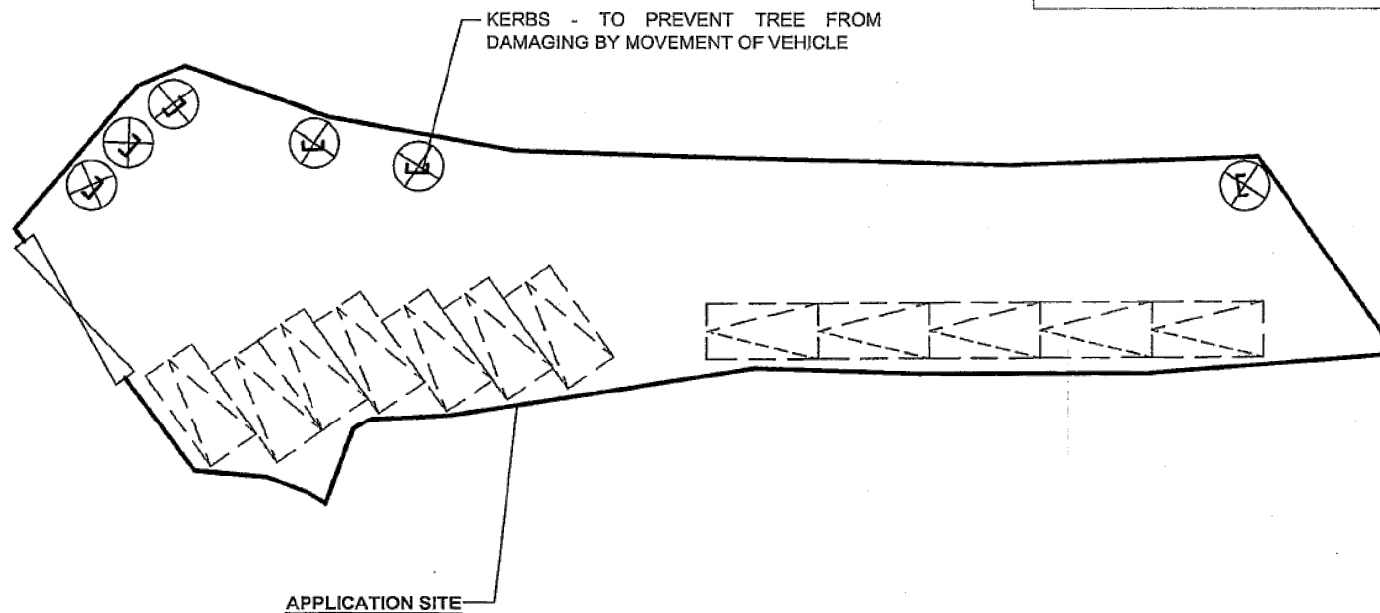 KERBS - TO PREVENT TREE FROM
DAMAGING BY MOVEMENT OF VEHICLE
APPLICATION SITE